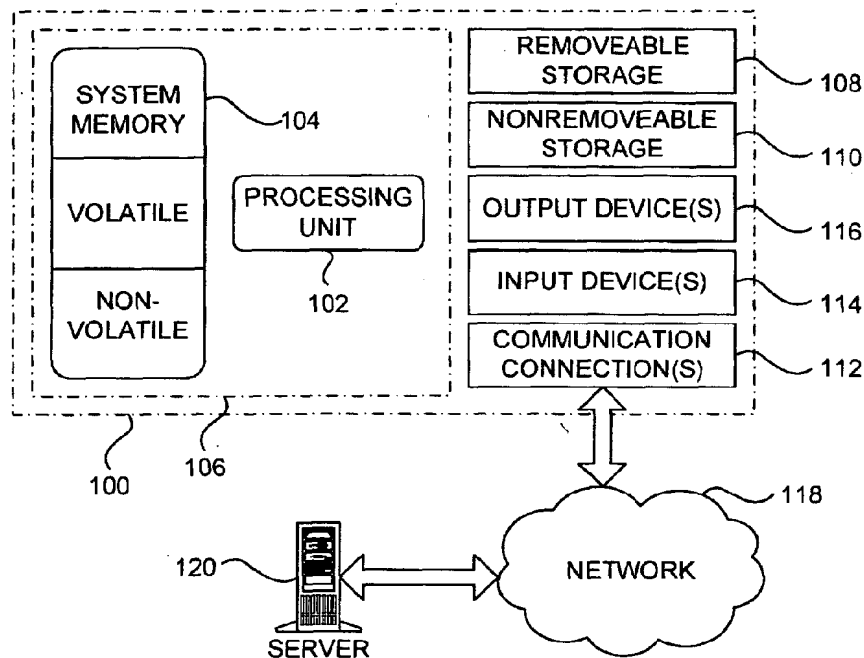 SYSTEM
MEMORY
104
VOLATILE
NON-
VOLATILE
PROCESSING
UNIT
102
REMOVEABLE
STORAGE
108
NONREMOVEABLE
STORAGE
110
OUTPUT DEVICE(S)
116
INPUT DEVICE(S)
114
COMMUNICATION
CONNECTION(S)
112
106
100
118
NETWORK
120
SERVER